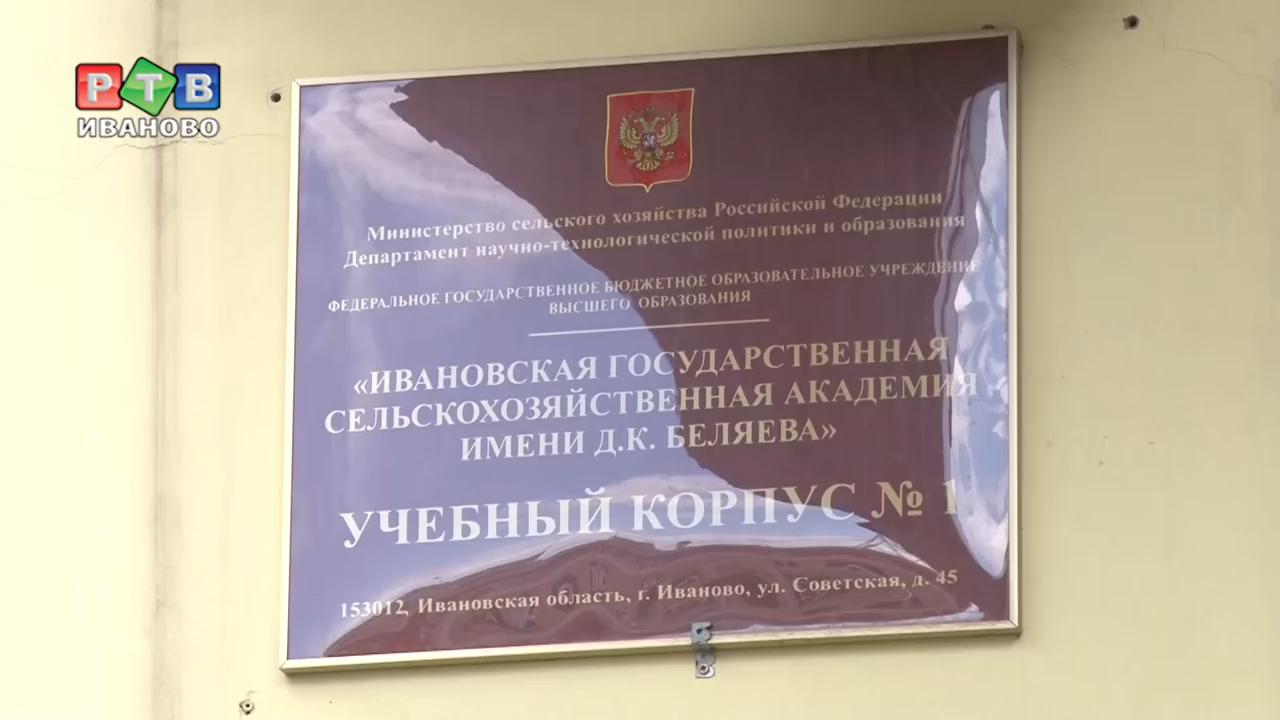 РТВ
ИВАНОВО
Министерство сельского хозяйства Российской Федерации
Департамент научно-технологической политики и образования
ФЕДЕРАЛЬНОЕ ГОСУДАРСТВЕННОЕ БЮДЖЕТНОЕ ОБРАЗОВАТЕЛЬНОЕ УЧРЕЖДЕНИЕ
ВЫСШЕГО ОБРАЗОВАНИЯ
«ИВАНОВСКАЯ ГОСУДАРСТВЕННАЯ
СЕЛЬСКОХОЗЯЙСТВЕННАЯ АКАДЕМИЯ
ИМЕНИ Д.К. БЕЛЯЕВА»
УЧЕБНЫЙ КОРПУС № 1
153012, Ивановская область, г. Иваново, ул. Советская, д. 45